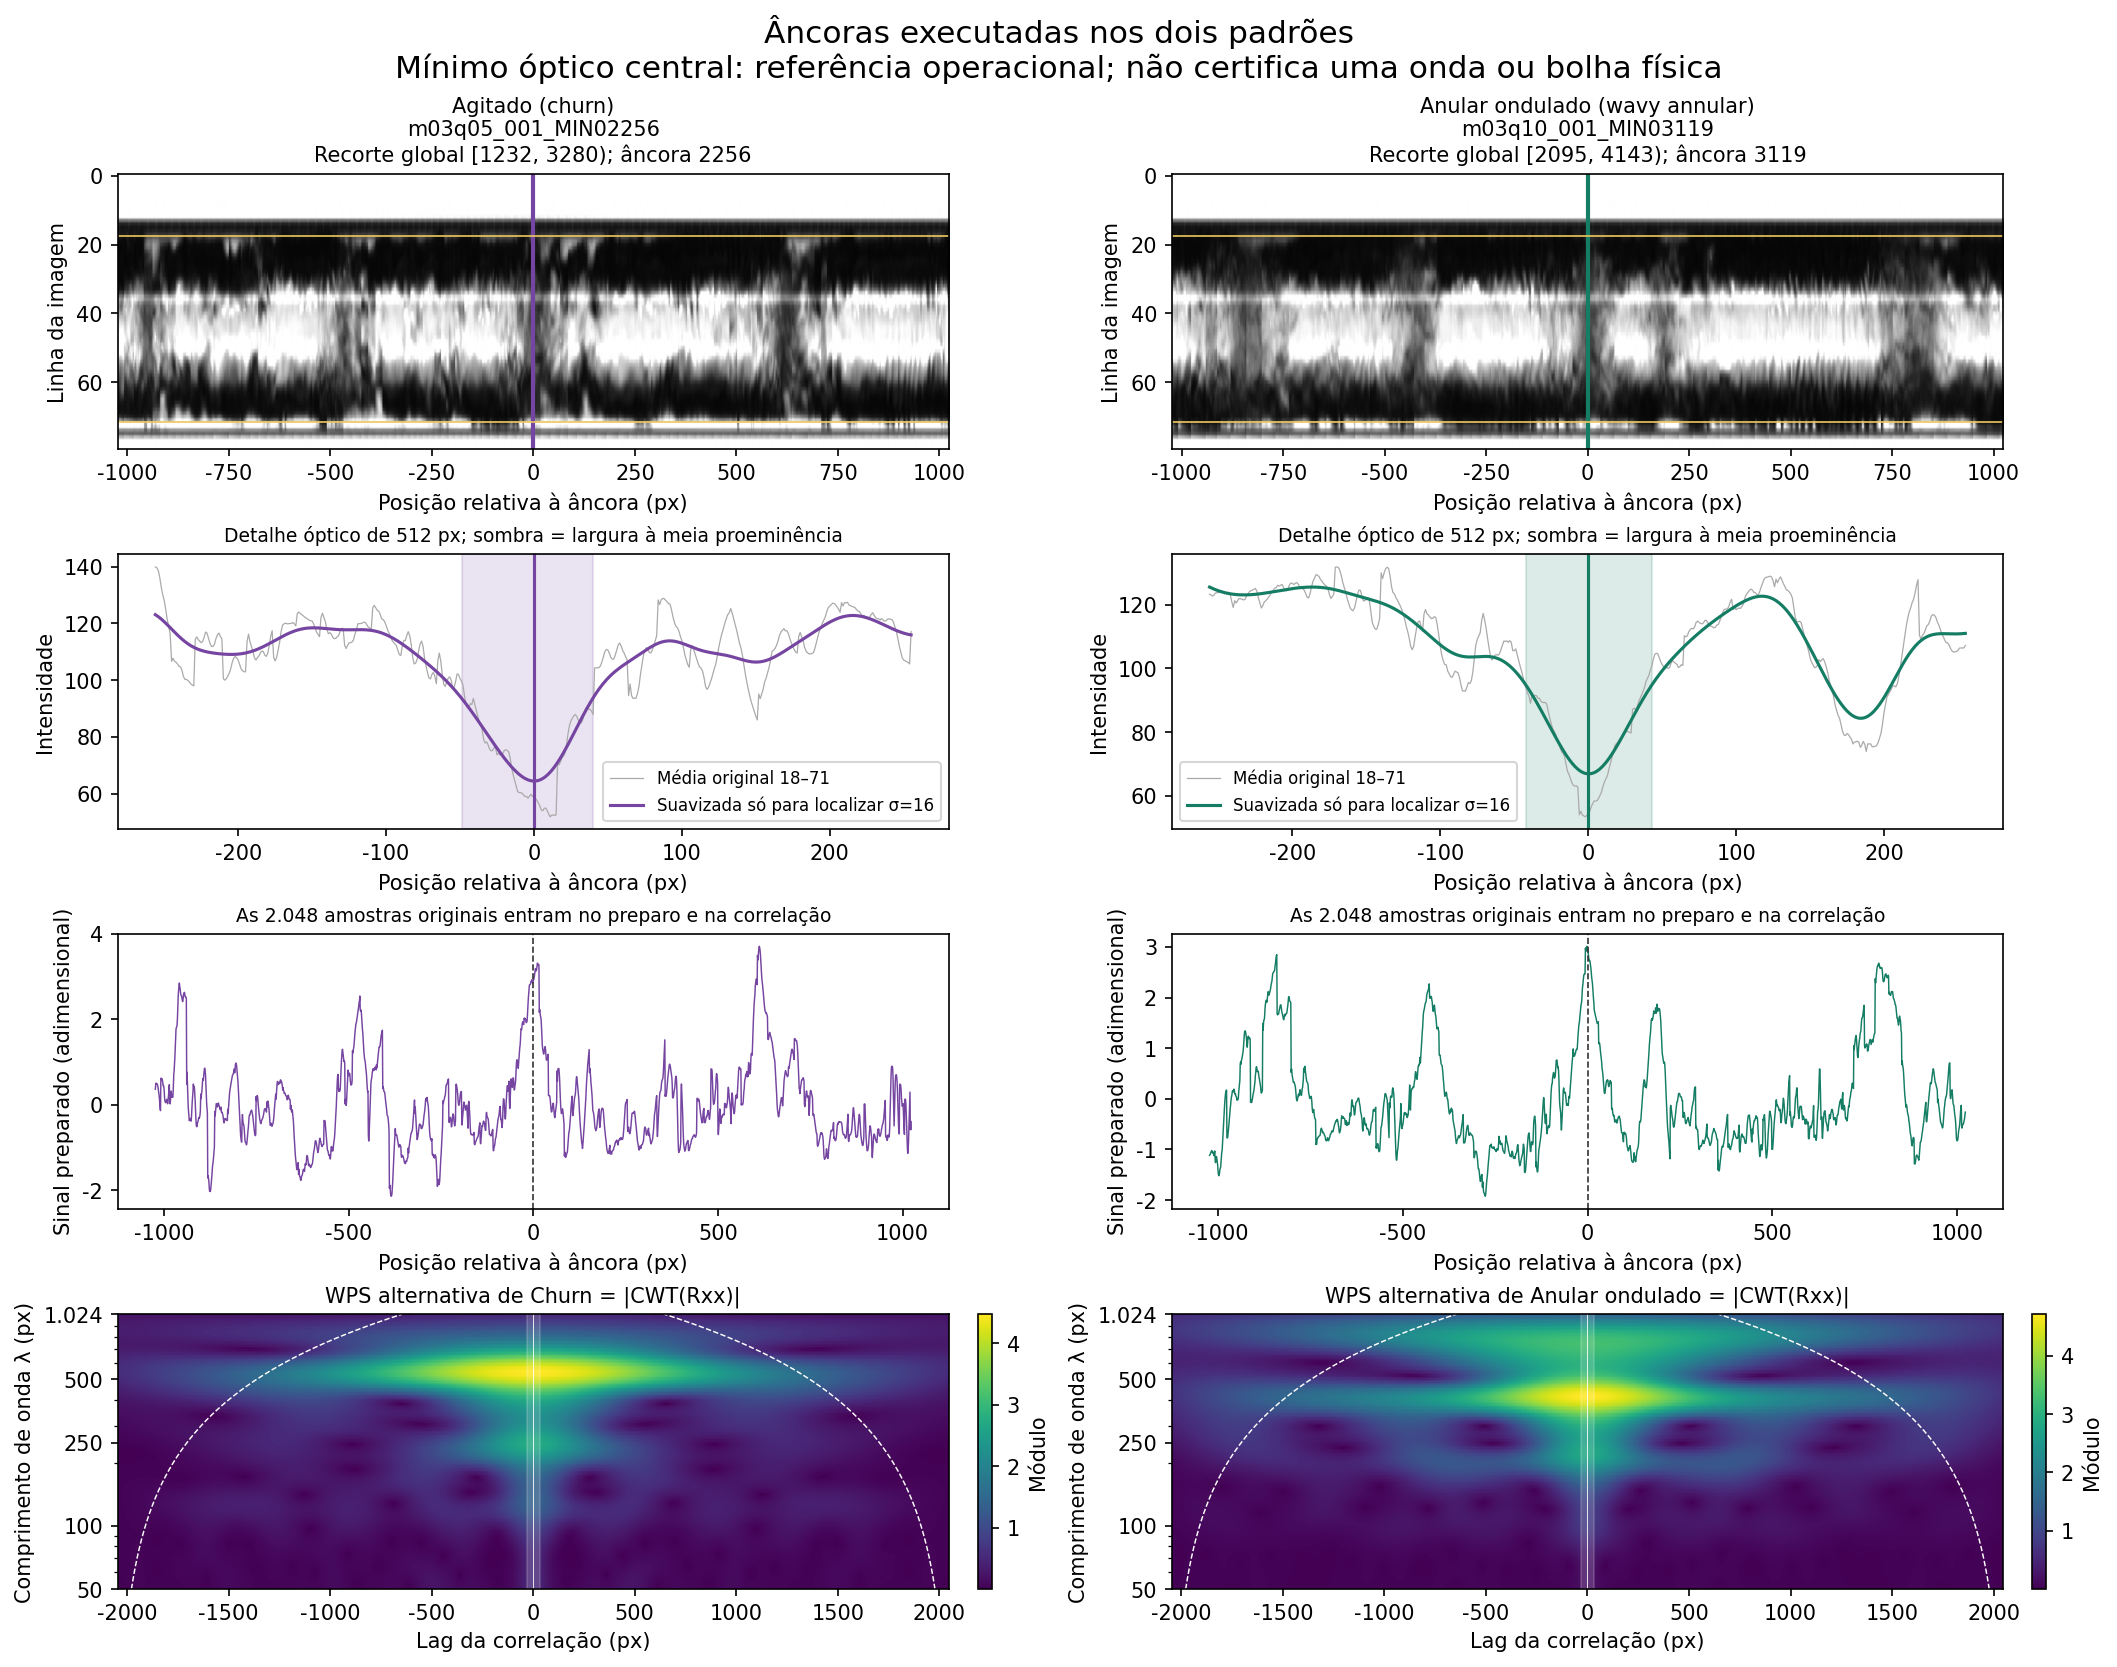 Âncoras executadas nos dois padrões
Mínimo óptico central: referência operacional; não certifica uma onda ou bolha física
Agitado (churn)
m03q05_001_MIN02256
Recorte global [1232, 3280); âncora 2256
0
20
40
60
Linha da imagem
-1000 -750 -500 -250 0 250 500 750 1000
Posição relativa à âncora (px)
Anular ondulado (wavy annular)
m03q10_001_MIN03119
Recorte global [2095, 4143); âncora 3119
0
20
40
60
Linha da imagem
-1000 -750 -500 -250 0 250 500 750 1000
Posição relativa à âncora (px)
Detalhe óptico de 512 px; sombra = largura à meia proeminência
140
120
100
80
60
Intensidade
Média original 18–71
Suavizada só para localizar σ=16
-200 -100 0 100 200
Posição relativa à âncora (px)
Detalhe óptico de 512 px; sombra = largura à meia proeminência
120
100
80
60
Intensidade
Média original 18–71
Suavizada só para localizar σ=16
-200 -100 0 100 200
Posição relativa à âncora (px)
As 2.048 amostras originais entram no preparo e na correlação
4
2
0
-2
Sinal preparado (adimensional)
-1000 -500 0 500 1000
Posição relativa à âncora (px)
As 2.048 amostras originais entram no preparo e na correlação
3
2
1
0
-1
-2
Sinal preparado (adimensional)
-1000 -500 0 500 1000
Posição relativa à âncora (px)
WPS alternativa de Churn = |CWT(Rxx)|
1.024
500
250
100
50
Comprimento de onda λ (px)
-2000 -1500 -1000 -500 0 500 1000 1500 2000
Lag da correlação (px)
4
3
2
1
Módulo
WPS alternativa de Anular ondulado = |CWT(Rxx)|
1.024
500
250
100
50
Comprimento de onda λ (px)
-2000 -1500 -1000 -500 0 500 1000 1500 2000
Lag da correlação (px)
4
3
2
1
Módulo